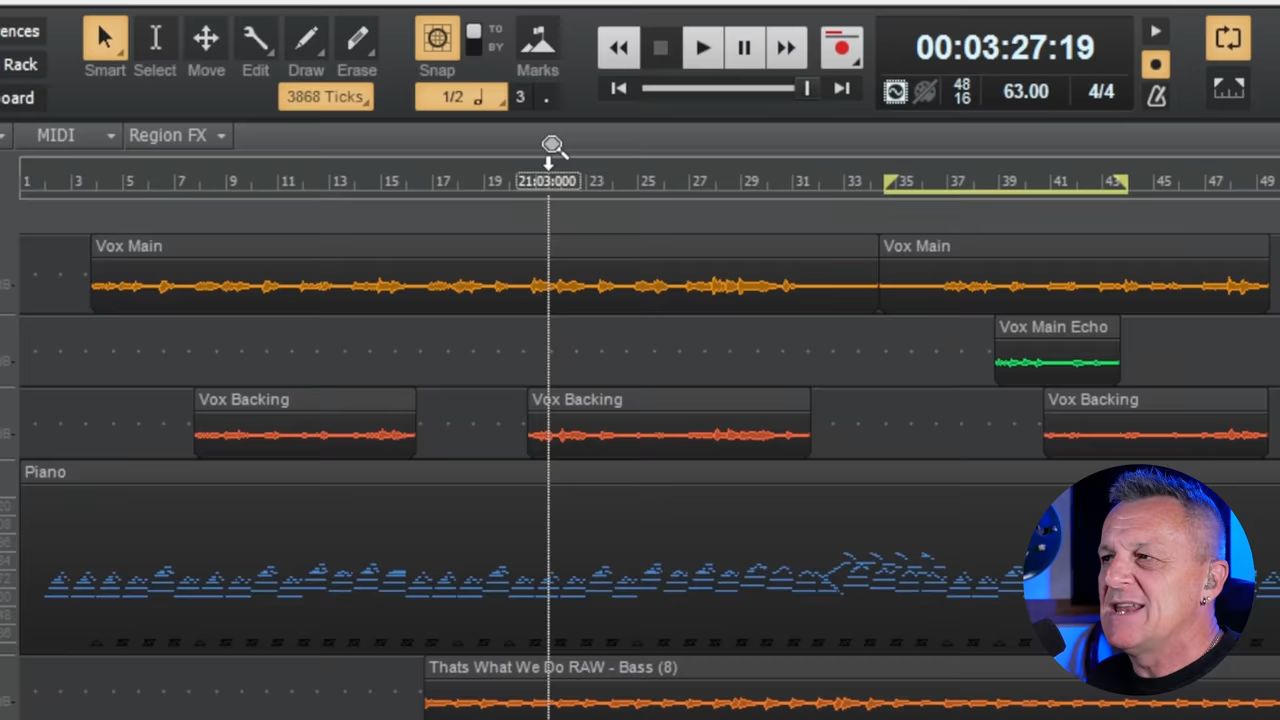 ences
Rack
oard
Smart
Select
Move
Edit
Draw
Erase
Snap
TO
BY
Marks
3868 Ticks
1/2
3
.
00:03:27:19
48
16
63.00
4/4
MIDI
Region FX
1 3 5 7 9 11 13 15 17 19 21:03:000 23 25 27 29 31 33 35 37 39 41 43 45 47 49
Vox Main
Vox Main
Vox Main Echo
Vox Backing
Vox Backing
Vox Backing
Piano
Thats What We Do RAW - Bass (8)